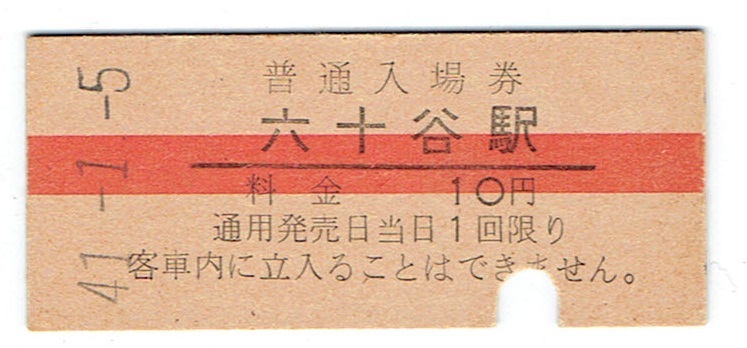 普通入場券
六十谷駅
料金 10円
通用発売日当日1回限り
客車内に立入ることはできません。
41-1.-5